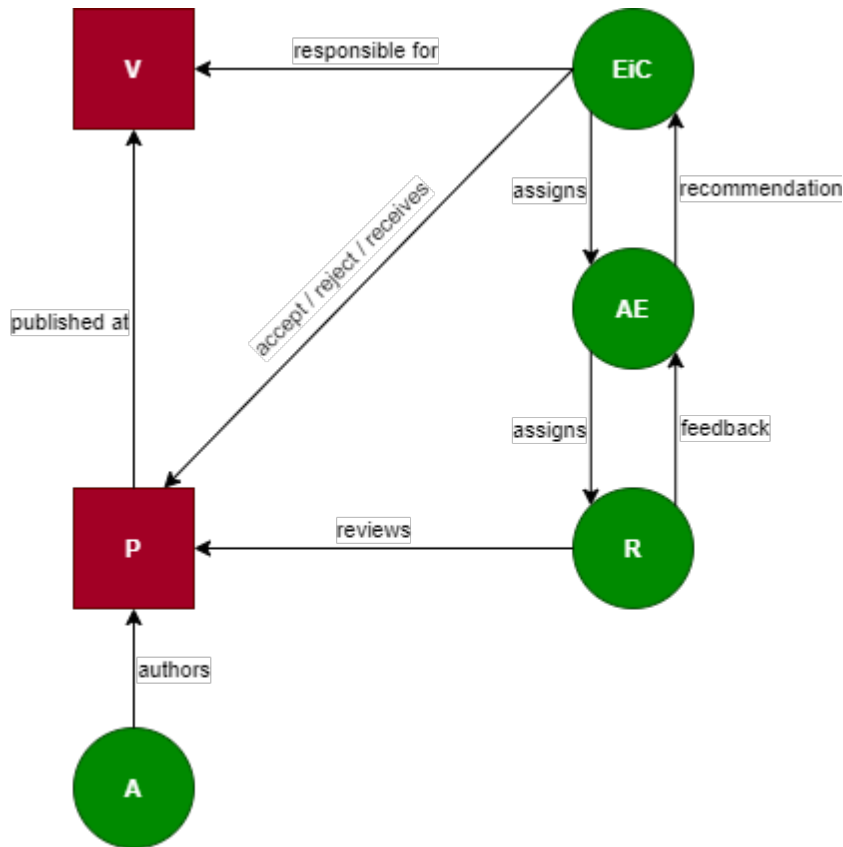 V
responsible for
EiC
assigns
recommendation
accept / reject / receives
AE
published at
assigns
feedback
P
reviews
R
authors
A